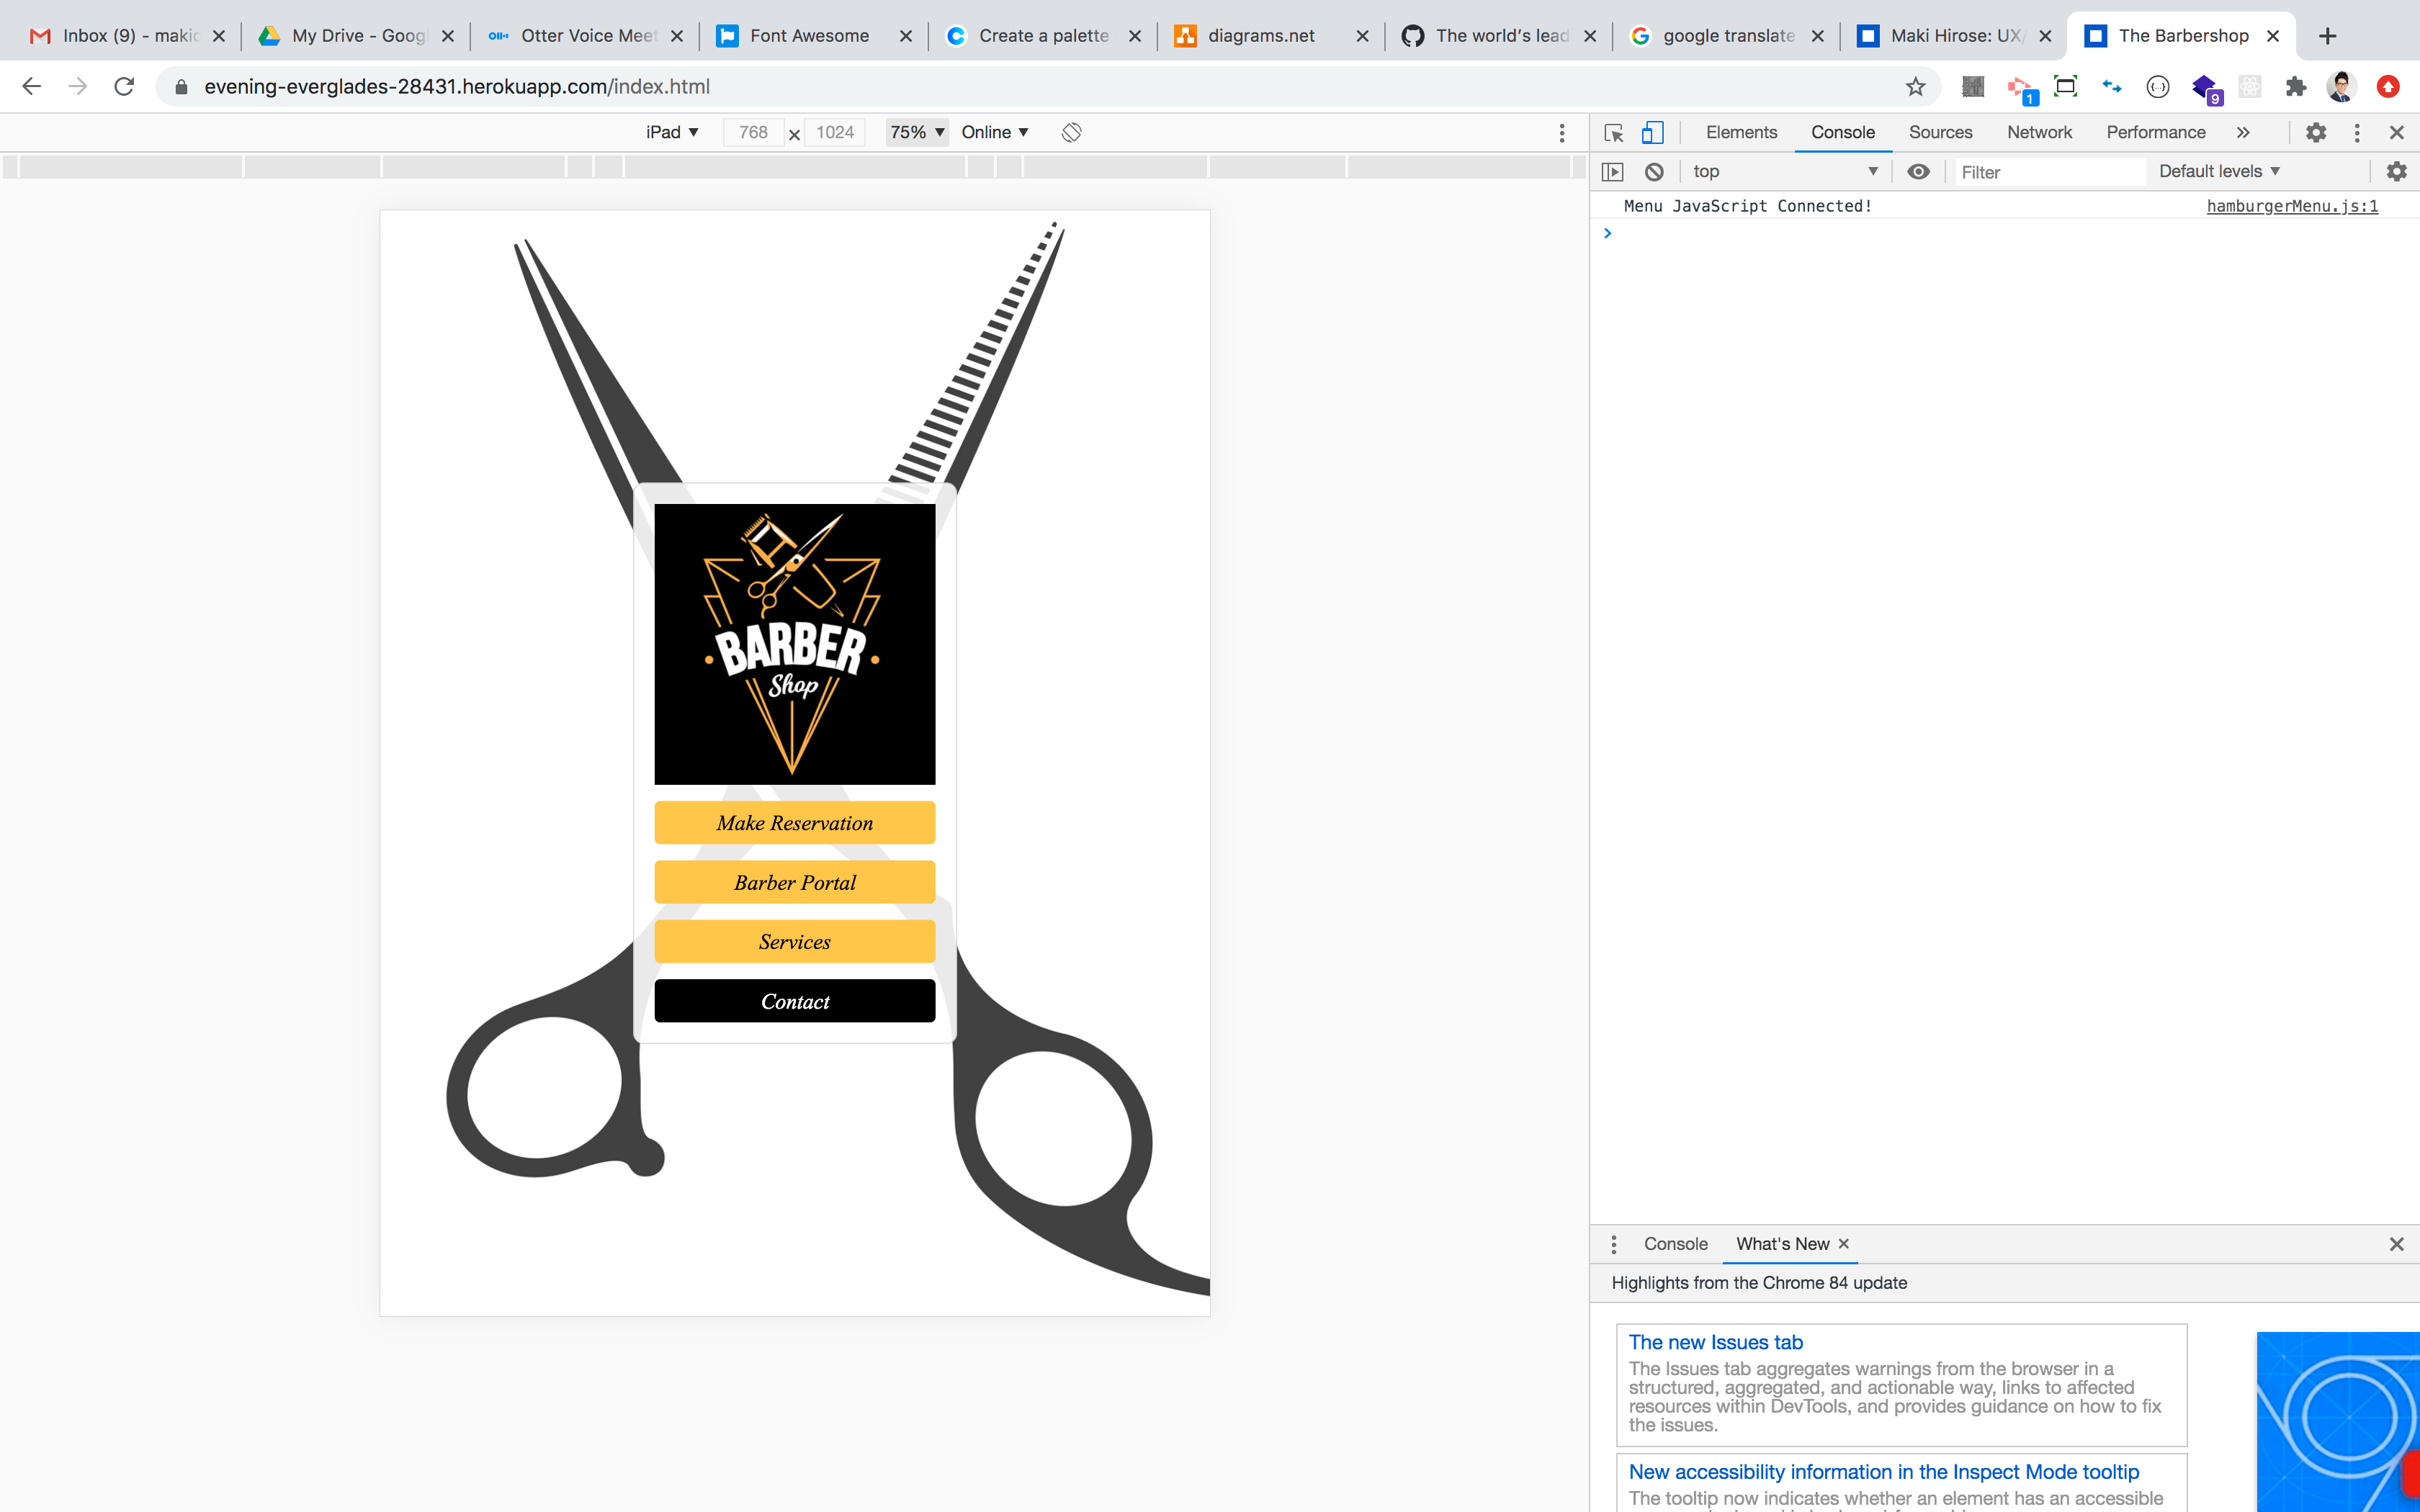 Inbox (9) - makic
My Drive - Googl
Otter Voice Meet
Font Awesome
Create a palette
diagrams.net
The world's lead
google translate
Maki Hirose: UX/
The Barbershop
evening-everglades-28431.herokuapp.com/index.html
1
9
iPad
768
1024
75%
Online
Elements
Console
Sources
Network
Performance
top
Filter
Default levels
Menu JavaScript Connected!
hamburgerMenu.js:1
BARBER
Shop
Make Reservation
Barber Portal
Services
Contact
Console
What's New
Highlights from the Chrome 84 update
The new Issues tab
The Issues tab aggregates warnings from the browser in a
structured, aggregated, and actionable way, links to affected
resources within DevTools, and provides guidance on how to fix
the issues.
New accessibility information in the Inspect Mode tooltip
The tooltip now indicates whether an element has an accessible